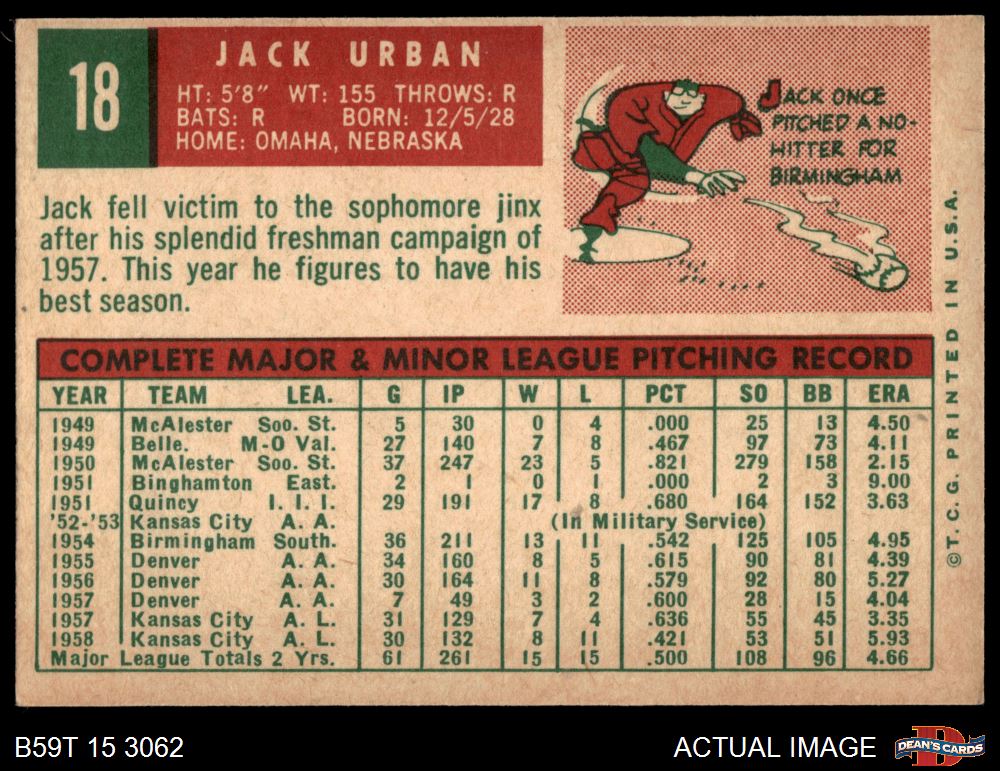 18
JACK URBAN
HT: 5'8" WT: 155 THROWS: R
BATS: R BORN: 12/5/28
HOME: OMAHA, NEBRASKA
JACK ONCE
PITCHED A NO-
HITTER FOR
BIRMINGHAM
Jack fell victim to the sophomore jinx
after his splendid freshman campaign of
1957. This year he figures to have his
best season.
COMPLETE MAJOR & MINOR LEAGUE PITCHING RECORD
YEAR TEAM LEA. G IP W L PCT SO BB ERA
1949 McAlester Soo. St. 5 30 0 4 .000 25 13 4.50
1949 Belle. M-O Val. 27 140 7 8 .467 97 73 4.11
1950 McAlester Soo. St. 37 247 23 5 .821 279 158 2.15
1951 Binghamton East. 2 1 0 1 .000 2 3 9.00
1951 Quincy I. I. I. 29 191 17 8 .680 164 152 3.63
'52-'53 Kansas City A. A. (In Military Service)
1954 Birmingham South. 36 211 13 11 .542 125 105 4.95
1955 Denver A. A. 34 160 8 5 .615 90 81 4.39
1956 Denver A. A. 30 164 11 8 .579 92 80 5.27
1957 Denver A. A. 7 49 3 2 .600 28 15 4.04
1957 Kansas City A. L. 31 129 7 4 .636 55 45 3.35
1958 Kansas City A. L. 30 132 8 11 .421 53 51 5.93
Major League Totals 2 Yrs. 61 261 15 15 .500 108 96 4.66
©T. C. G. PRINTED IN U.S.A.
B59T 15 3062
ACTUAL IMAGE
DEAN'S CARDS